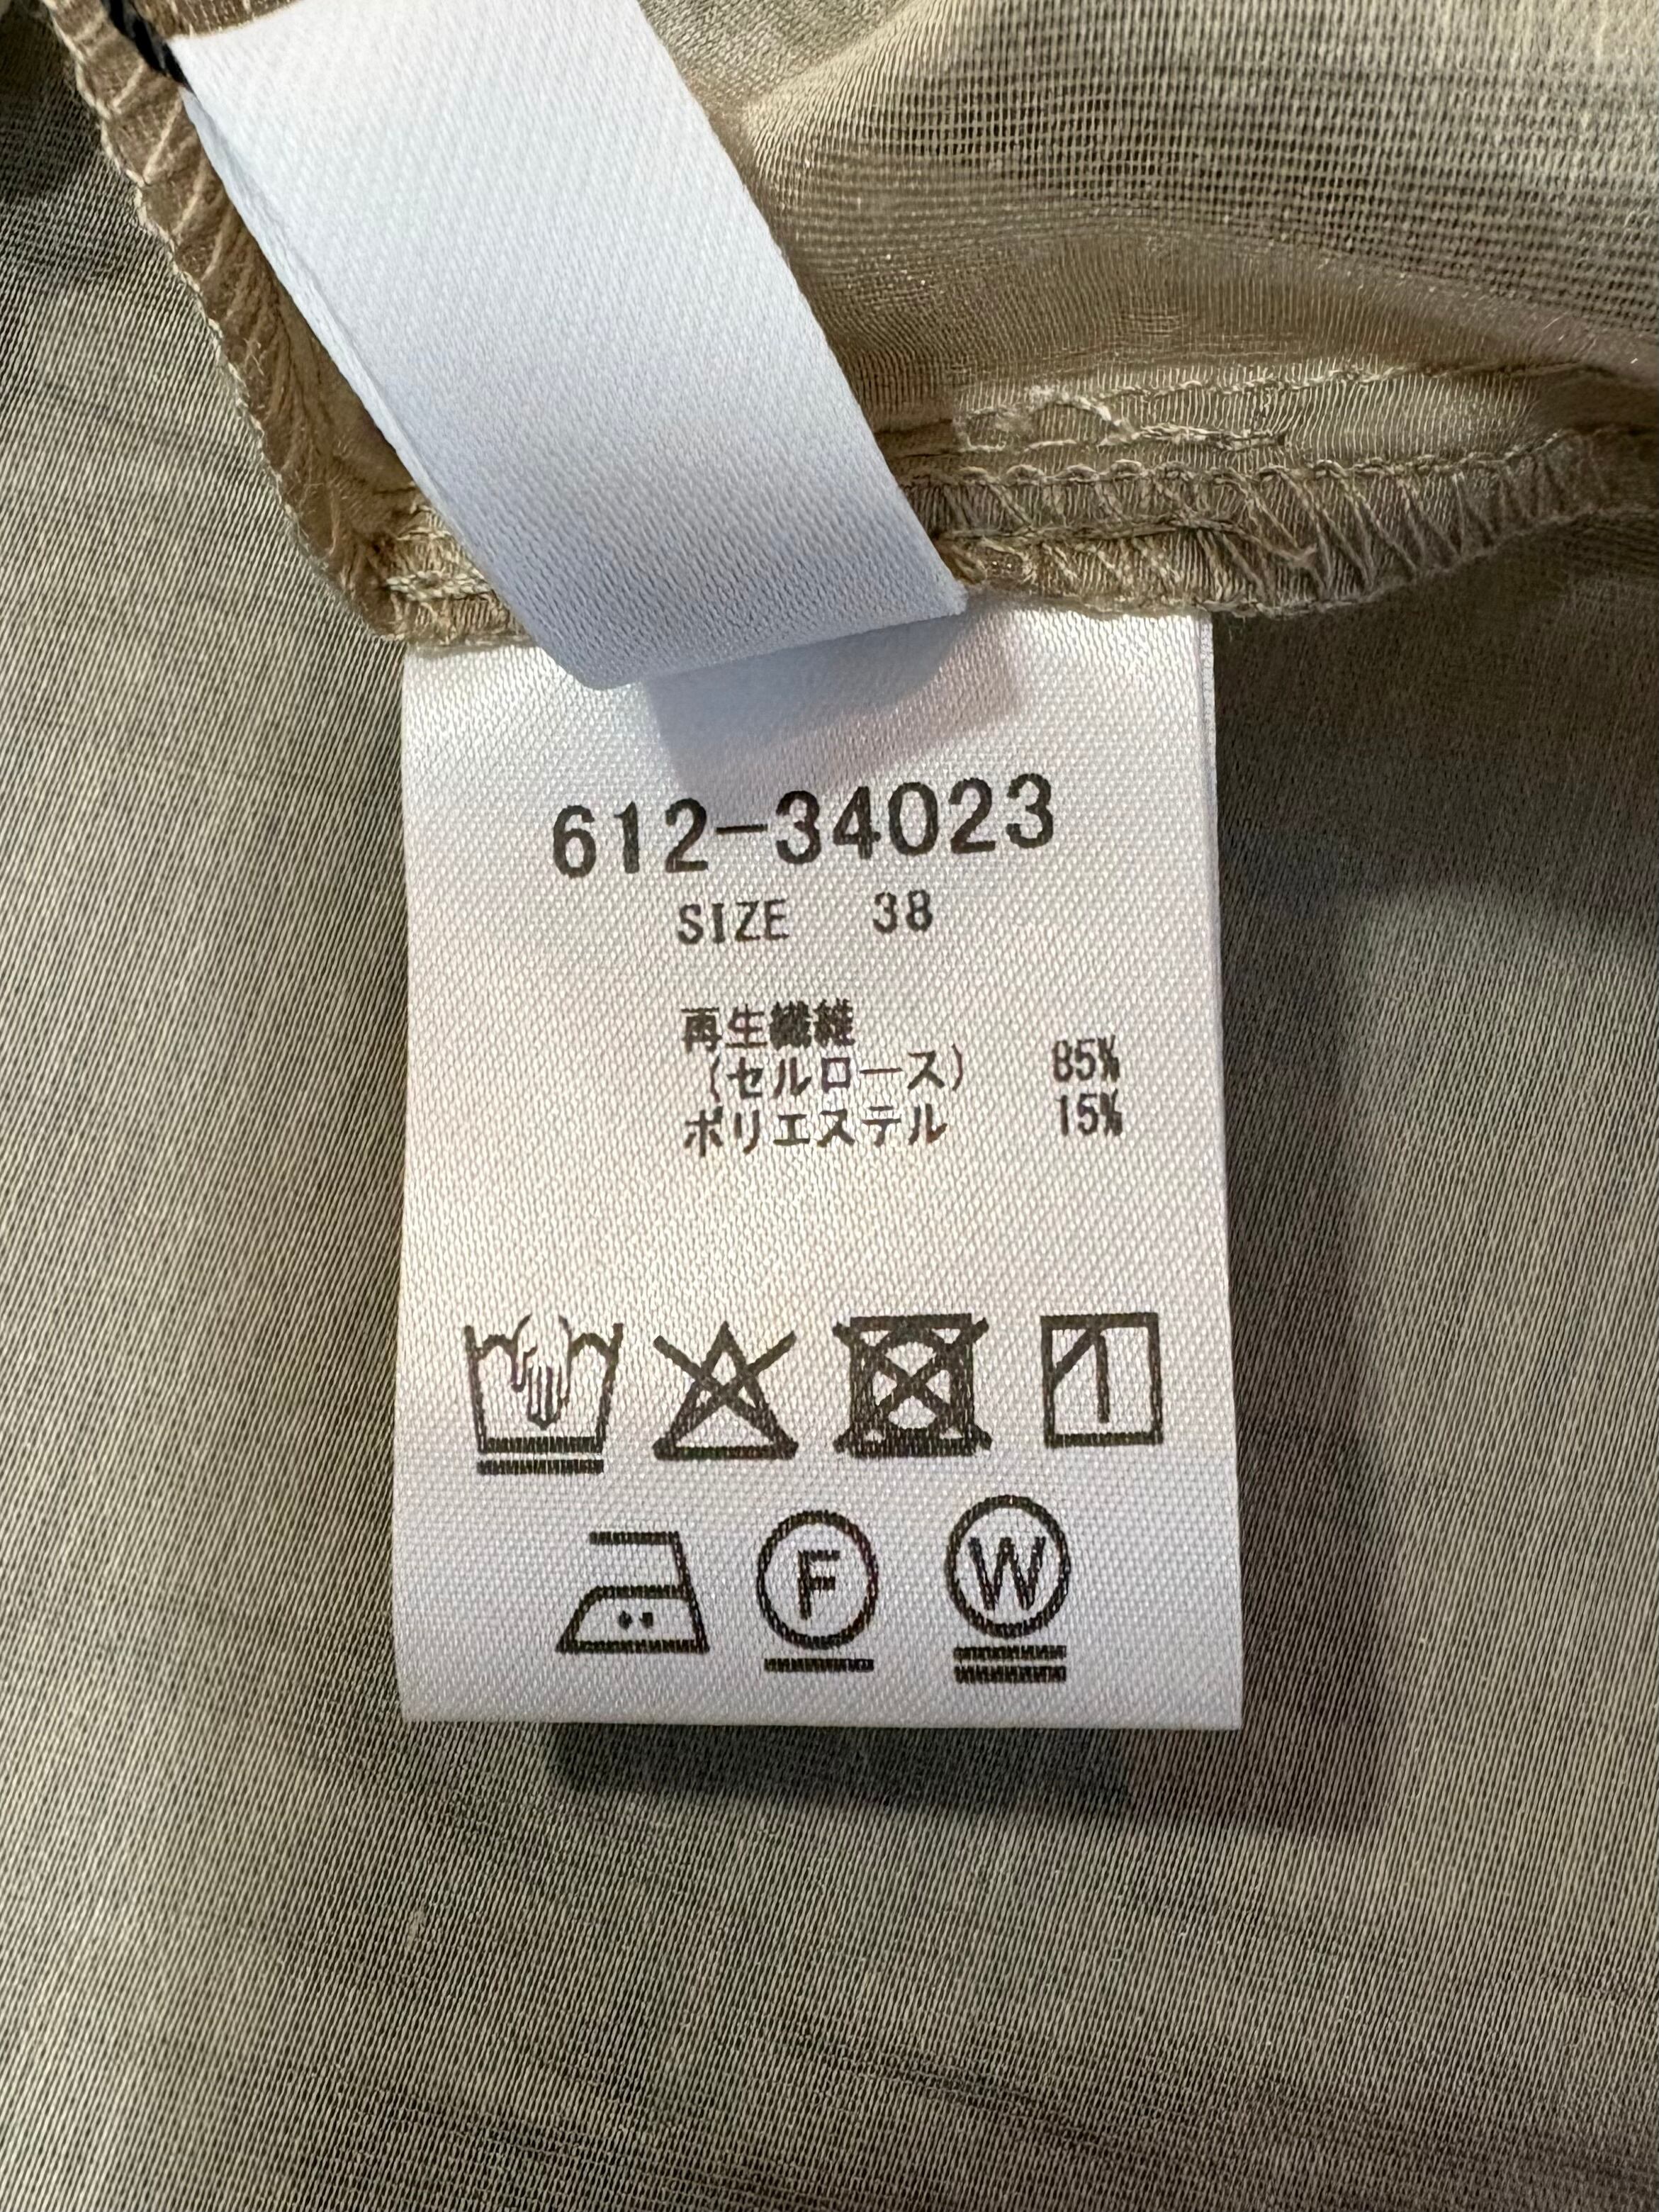 612-34023
SIZE 38
再生繊維
(セルロース) 85%
ポリエステル 15%
F
W